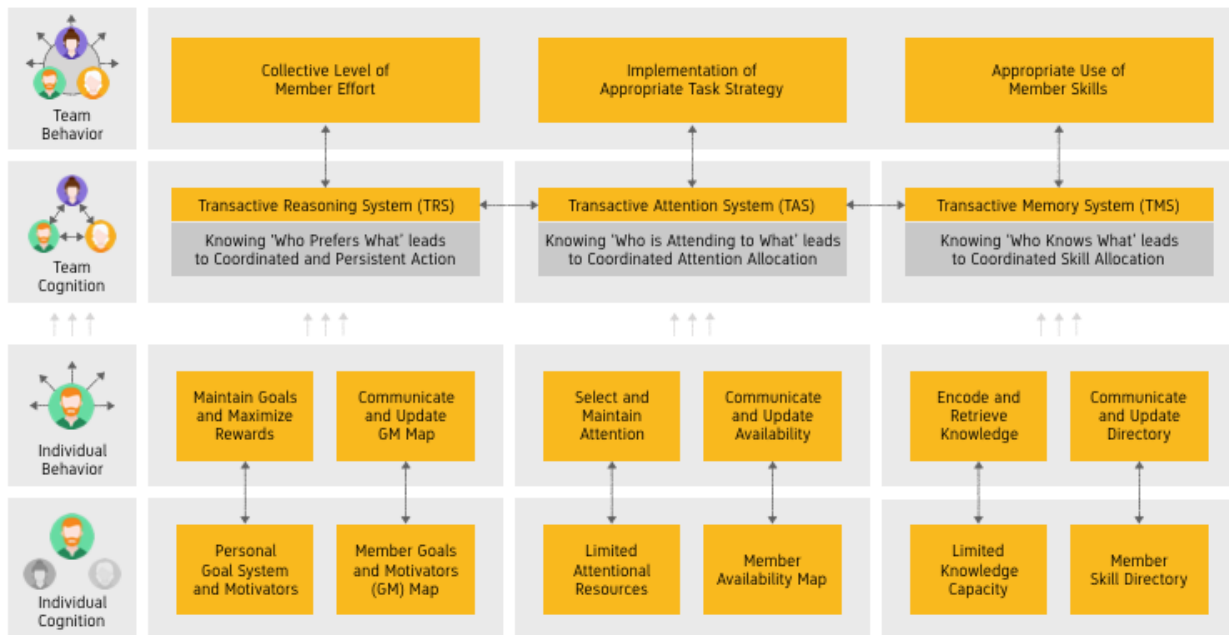 Team
Behavior
Collective Level of
Member Effort
Implementation of
Appropriate Task Strategy
Appropriate Use of
Member Skills
Team
Cognition
Transactive Reasoning System (TRS)
Knowing ‘Who Prefers What’ leads
to Coordinated and Persistent Action
Transactive Attention System (TAS)
Knowing ‘Who is Attending to What’ leads
to Coordinated Attention Allocation
Transactive Memory System (TMS)
Knowing ‘Who Knows What’ leads
to Coordinated Skill Allocation
Individual
Behavior
Maintain Goals
and Maximize
Rewards
Communicate
and Update
GM Map
Select and
Maintain
Attention
Communicate
and Update
Availability
Encode and
Retrieve
Knowledge
Communicate
and Update
Directory
Individual
Cognition
Personal
Goal System
and Motivators
Member Goals
and Motivators
(GM) Map
Limited
Attentional
Resources
Member
Availability Map
Limited
Knowledge
Capacity
Member
Skill Directory